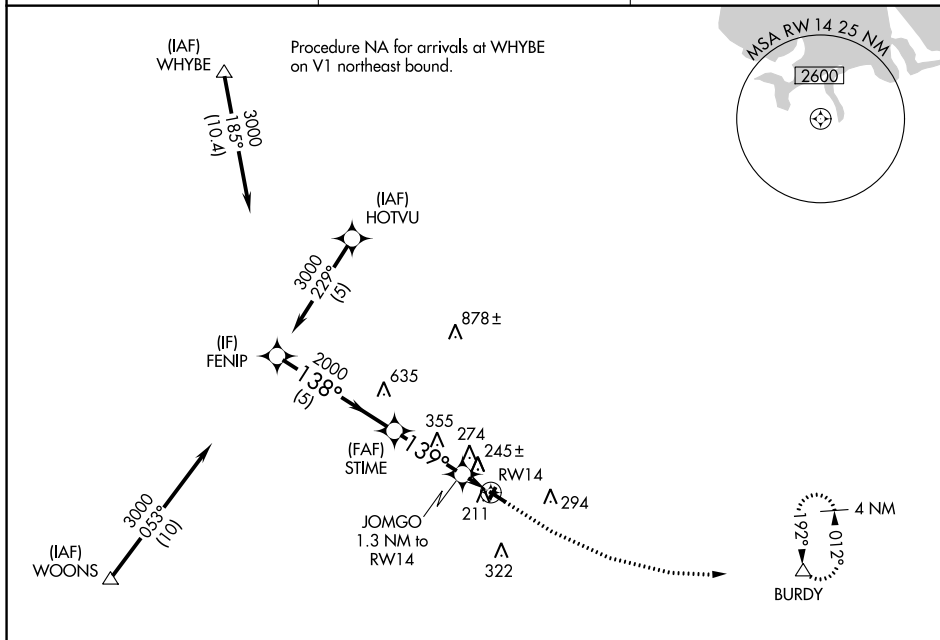 (IAF)
WHYBE
3000
185°
(10.4)
Procedure NA for arrivals at WHYBE
on V1 northeast bound.
MSA RW 14 25 NM
2600
(IAF)
HOTVU
3000
229°
(5)
(IF)
FENIP
2000
138°
(5)
878±
635
(FAF)
STIME
139°
355
274
245±
RW14
211
294
JOMGO
1.3 NM to
RW14
322
3000
053°
(10)
(IAF)
WOONS
4 NM
192°
012°
BURDY